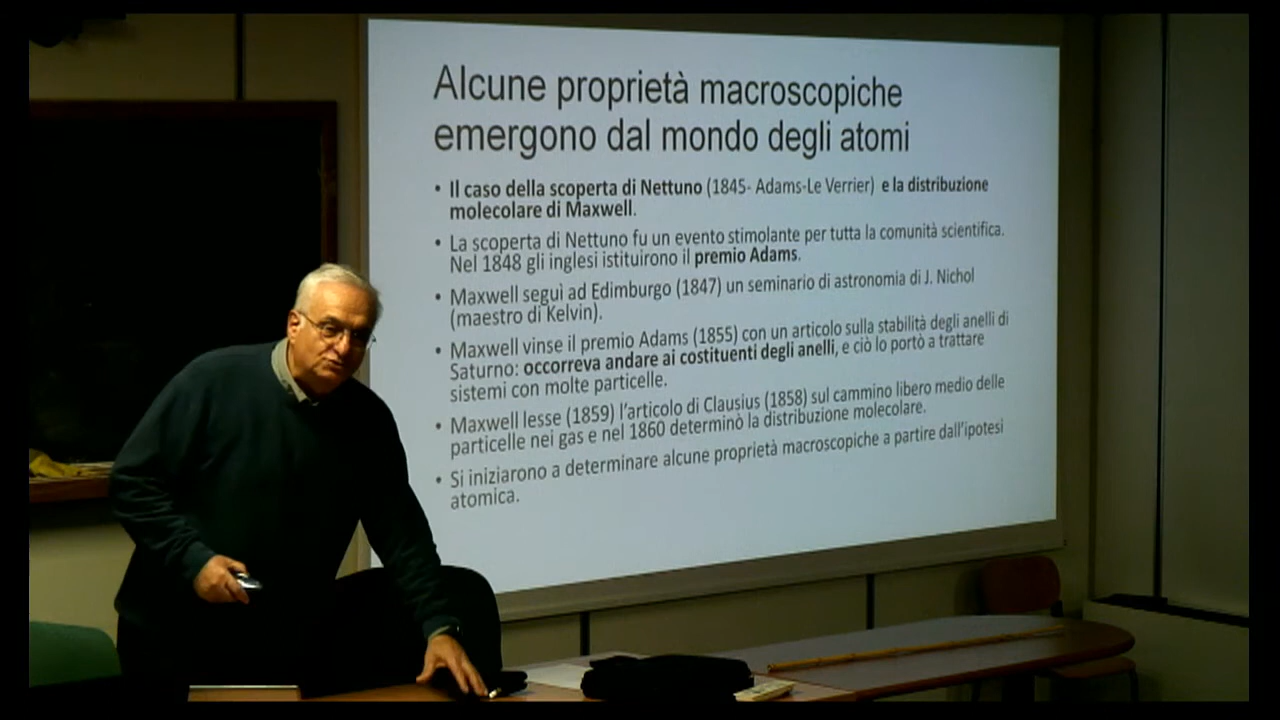 Alcune proprietà macroscopiche
emergono dal mondo degli atomi
• Il caso della scoperta di Nettuno (1845- Adams-Le Verrier) e la distribuzione
molecolare di Maxwell.
• La scoperta di Nettuno fu un evento stimolante per tutta la comunità scientifica.
Nel 1848 gli inglesi istituirono il premio Adams.
• Maxwell seguì ad Edimburgo (1847) un seminario di astronomia di J. Nichol
(maestro di Kelvin).
• Maxwell vinse il premio Adams (1855) con un articolo sulla stabilità degli anelli di
Saturno: occorreva andare ai costituenti degli anelli, e ciò lo portò a trattare
sistemi con molte particelle.
• Maxwell lesse (1859) l'articolo di Clausius (1858) sul cammino libero medio delle
particelle nei gas e nel 1860 determinò la distribuzione molecolare.
• Si iniziarono a determinare alcune proprietà macroscopiche a partire dall'ipotesi
atomica.